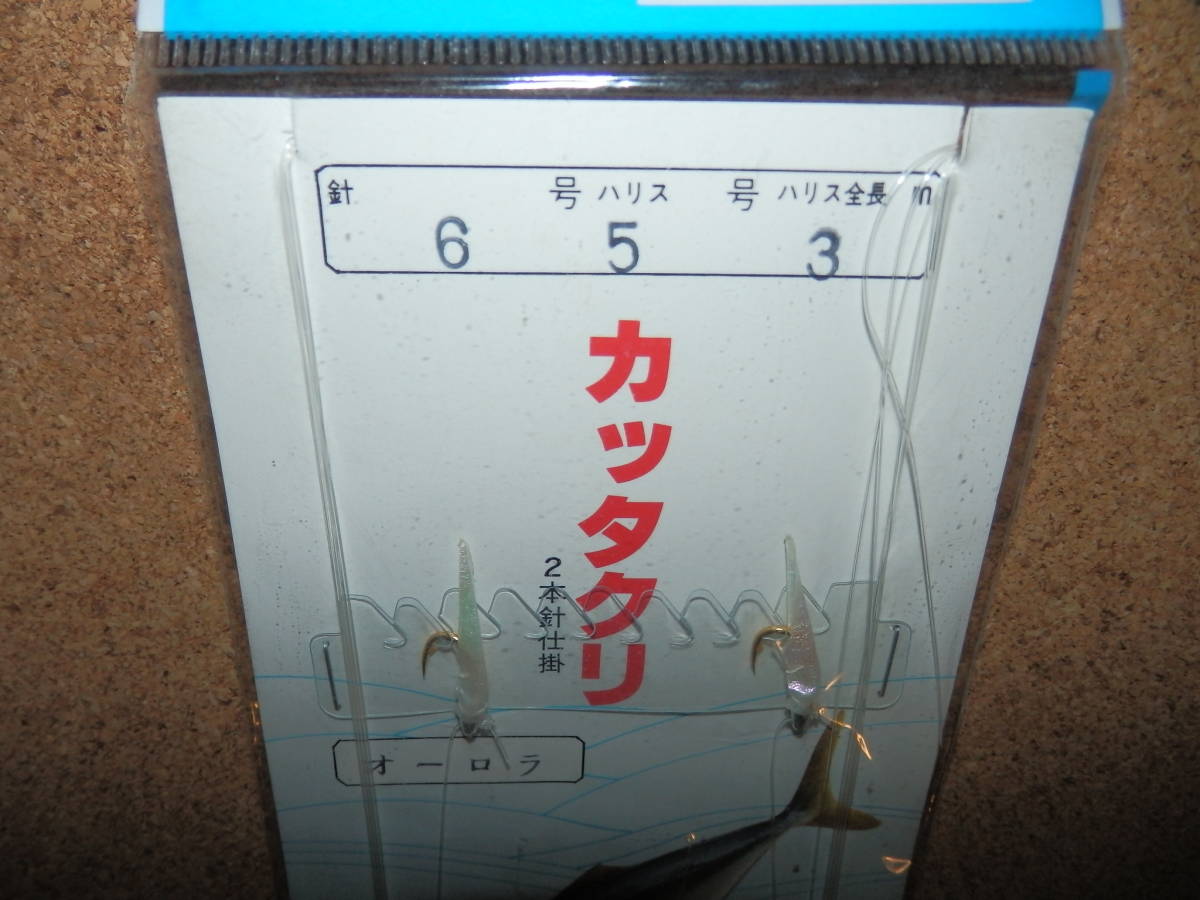 針 号 ハリス 号 ハリス全長 m
6 5 3
カッタクリ
2本針仕掛
オーロラ